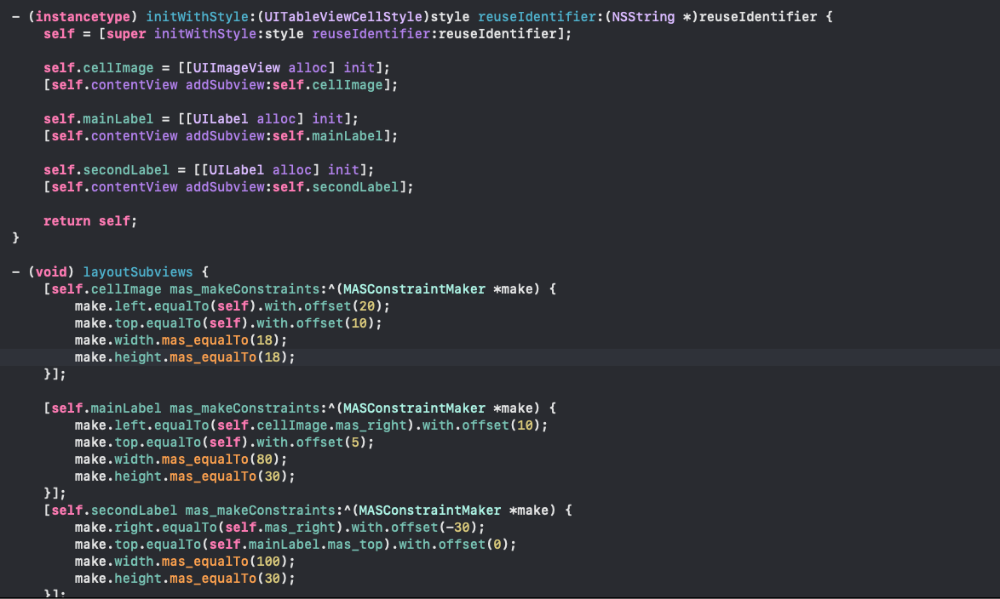 - (instancetype) initWithStyle:(UITableViewCellStyle)style reuseIdentifier:(NSString *)reuseIdentifier {
    self = [super initWithStyle:style reuseIdentifier:reuseIdentifier];

    self.cellImage = [[UIImageView alloc] init];
    [self.contentView addSubview:self.cellImage];

    self.mainLabel = [[UILabel alloc] init];
    [self.contentView addSubview:self.mainLabel];

    self.secondLabel = [[UILabel alloc] init];
    [self.contentView addSubview:self.secondLabel];

    return self;
}

- (void) layoutSubviews {
    [self.cellImage mas_makeConstraints:^(MASConstraintMaker *make) {
        make.left.equalTo(self).with.offset(20);
        make.top.equalTo(self).with.offset(10);
        make.width.mas_equalTo(18);
        make.height.mas_equalTo(18);
    }];

    [self.mainLabel mas_makeConstraints:^(MASConstraintMaker *make) {
        make.left.equalTo(self.cellImage.mas_right).with.offset(10);
        make.top.equalTo(self).with.offset(5);
        make.width.mas_equalTo(80);
        make.height.mas_equalTo(30);
    }];
    [self.secondLabel mas_makeConstraints:^(MASConstraintMaker *make) {
        make.right.equalTo(self.mas_right).with.offset(-30);
        make.top.equalTo(self.mainLabel.mas_top).with.offset(0);
        make.width.mas_equalTo(100);
        make.height.mas_equalTo(30);
    }];